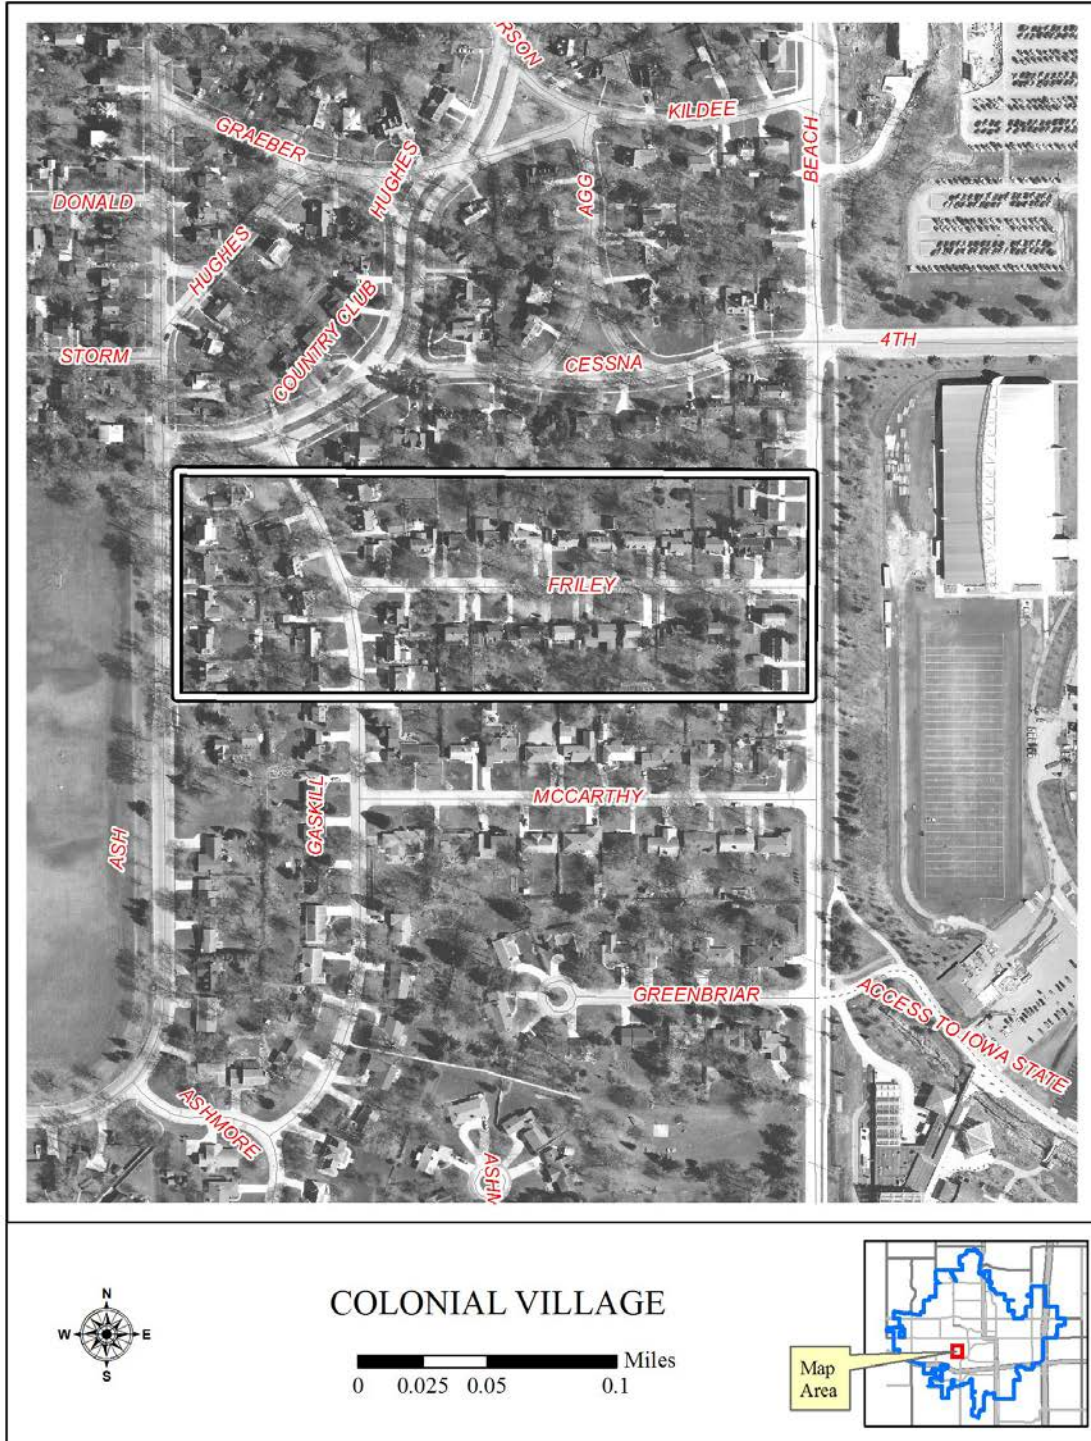 RSON
KILDEE
GRAEBER
HUGHES
BEACH
AGG
DONALD
HUGHES
COUNTRY CLUB
STORM
4TH
CESSNA
FRILEY
MCCARTHY
GASKILL
ASH
GREENBRIAR
ACCESS TO IOWA STATE
ASHMORE
ASHM
N
W E
S
COLONIAL VILLAGE
Miles
0 0.025 0.05 0.1
Map
Area